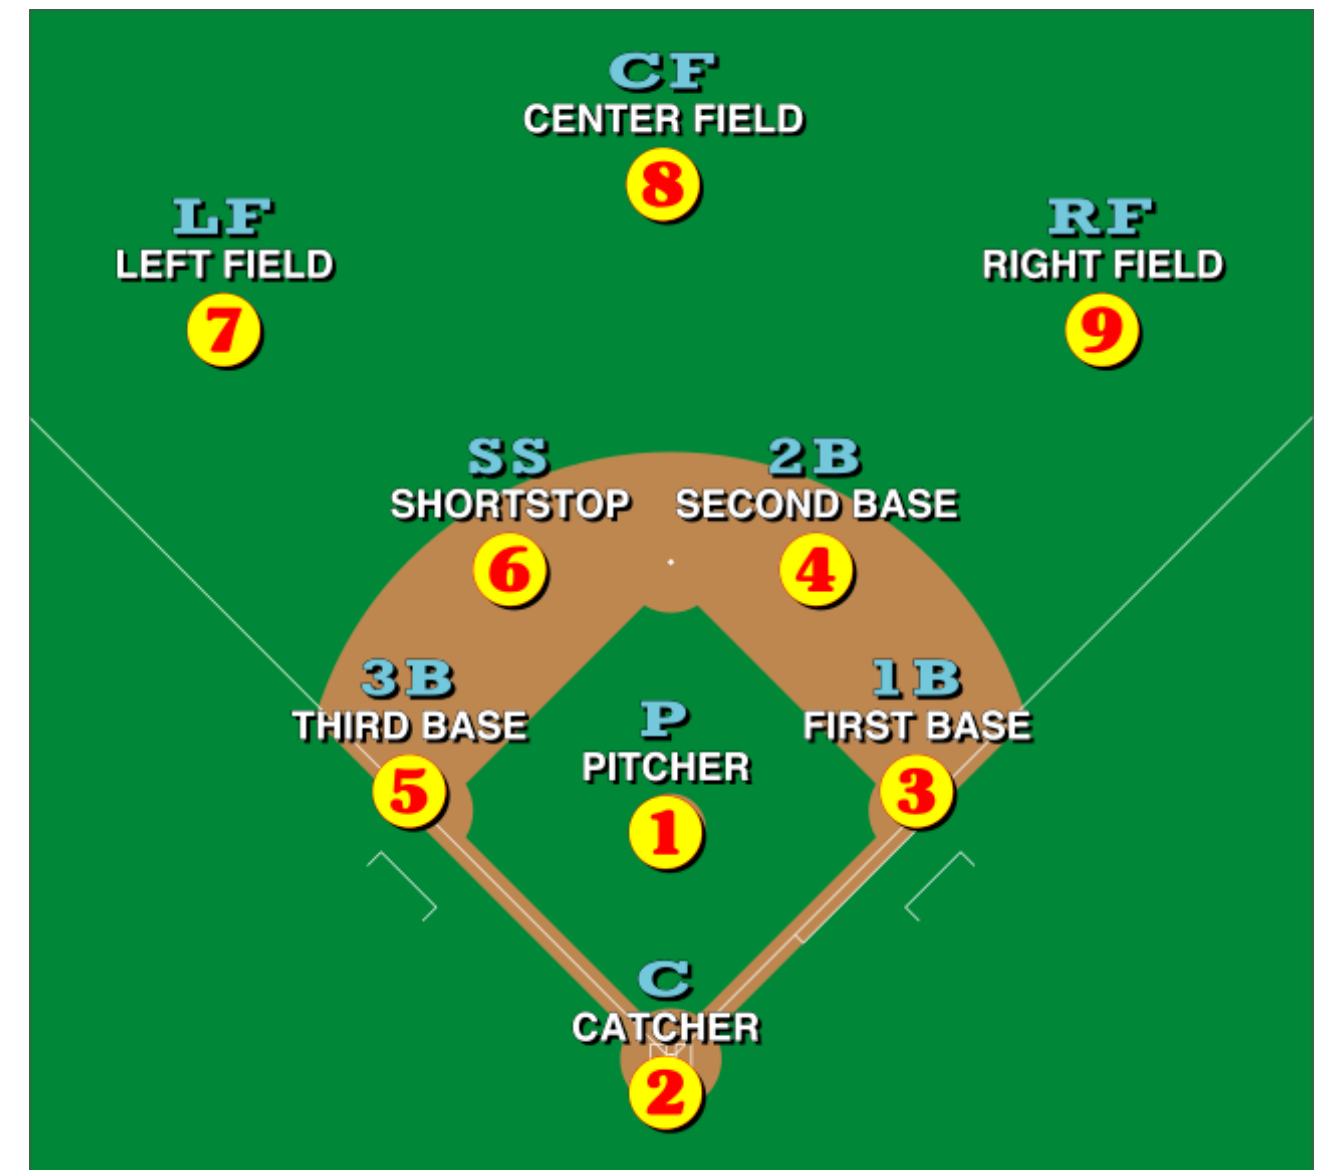 CF
CENTER FIELD
8
LF
LEFT FIELD
7
RF
RIGHT FIELD
9
SS
SHORTSTOP
6
2B
SECOND BASE
4
3B
THIRD BASE
5
P
PITCHER
1
1B
FIRST BASE
3
C
CATCHER
2